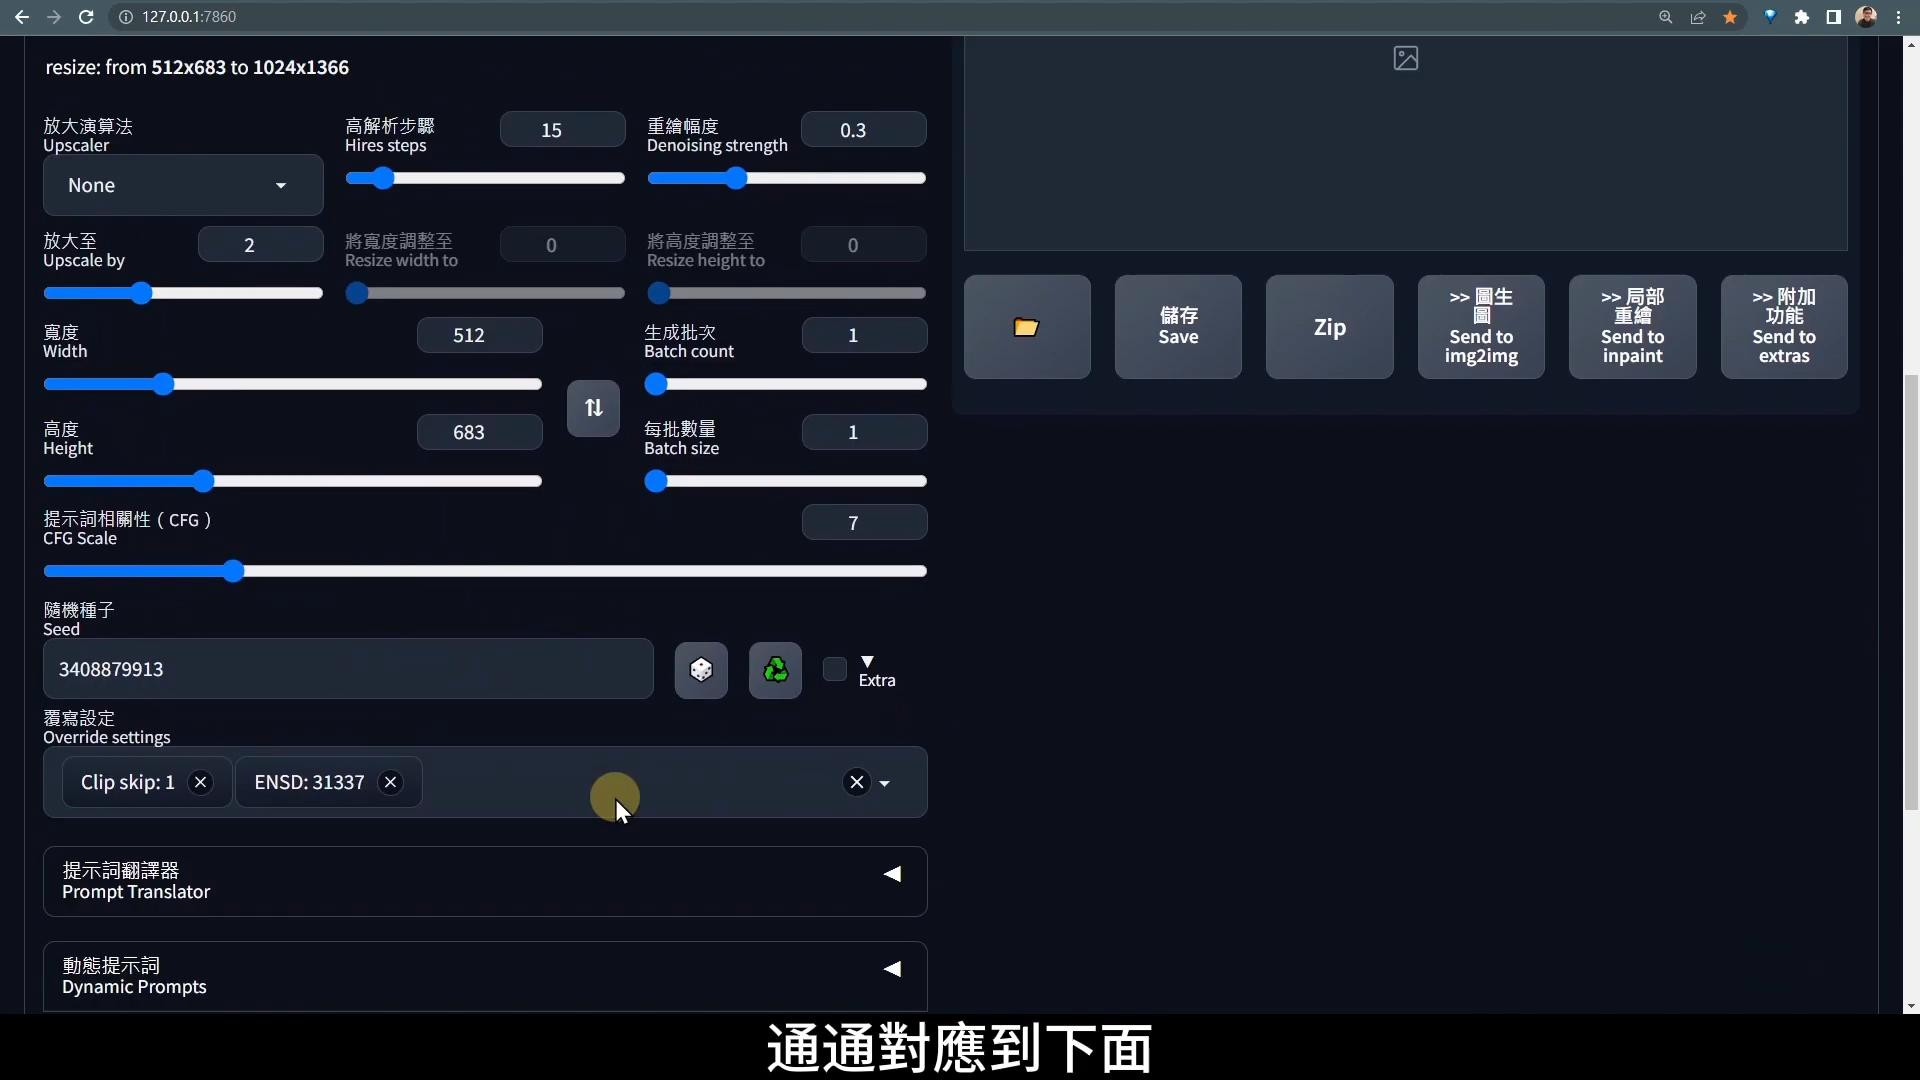 127.0.0.1:7860
resize: from 512x683 to 1024x1366
放大演算法
Upscaler
None
高解析步驟
Hires steps
15
重繪幅度
Denoising strength
0.3
放大至
Upscale by
2
將寬度調整至
Resize width to
0
將高度調整至
Resize height to
0
寬度
Width
512
生成批次
Batch count
1
高度
Height
683
每批數量
Batch size
1
提示詞相關性（CFG）
CFG Scale
7
隨機種子
Seed
3408879913
Extra
覆寫設定
Override settings
Clip skip: 1
ENSD: 31337
提示詞翻譯器
Prompt Translator
動態提示詞
Dynamic Prompts
儲存
Save
Zip
>> 圖生
圖
Send to
img2img
>> 局部
重繪
Send to
inpaint
>> 附加
功能
Send to
extras
通通對應到下面